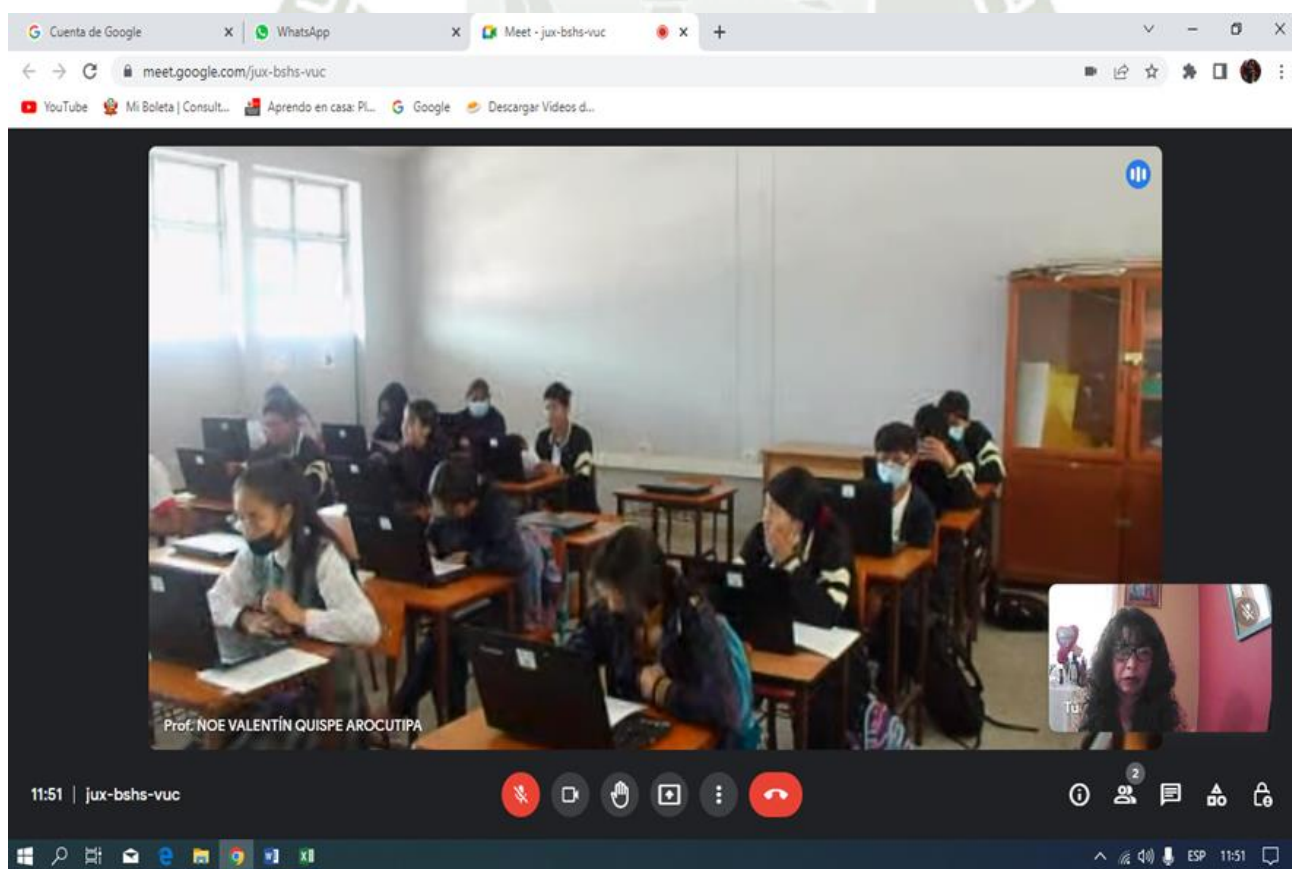 Cuenta de Google
WhatsApp
Meet - jux-bshs-vuc
meet.google.com/jux-bshs-vuc
YouTube
Mi Boleta | Consult...
Aprendo en casa: Pl...
Google
Descargar Videos d...
Prof. NOE VALENTÍN QUISPE AROCUTIPA
Tú
2
11:51 | jux-bshs-vuc
ESP 11:51